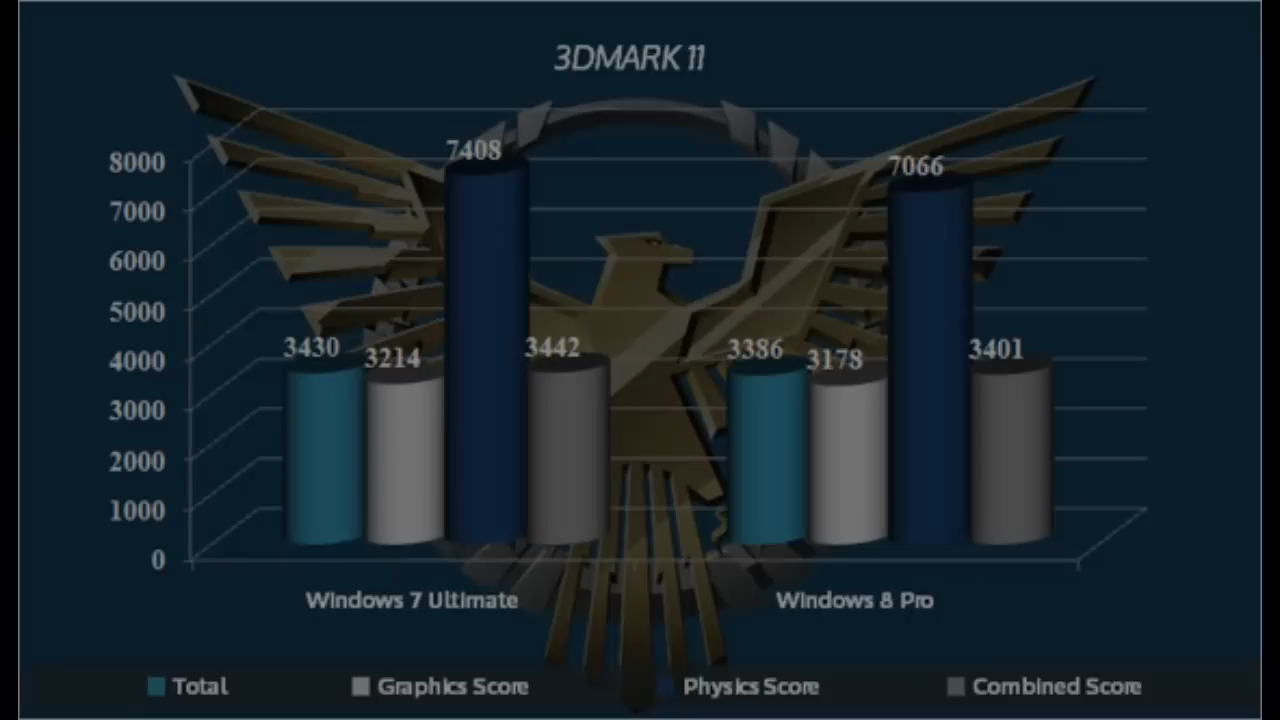 3DMARK 11
8000
7000
6000
5000
4000
3000
2000
1000
0
3430
3214
7408
3442
3386
3178
7066
3401
Windows 7 Ultimate
Windows 8 Pro
Total
Graphics Score
Physics Score
Combined Score